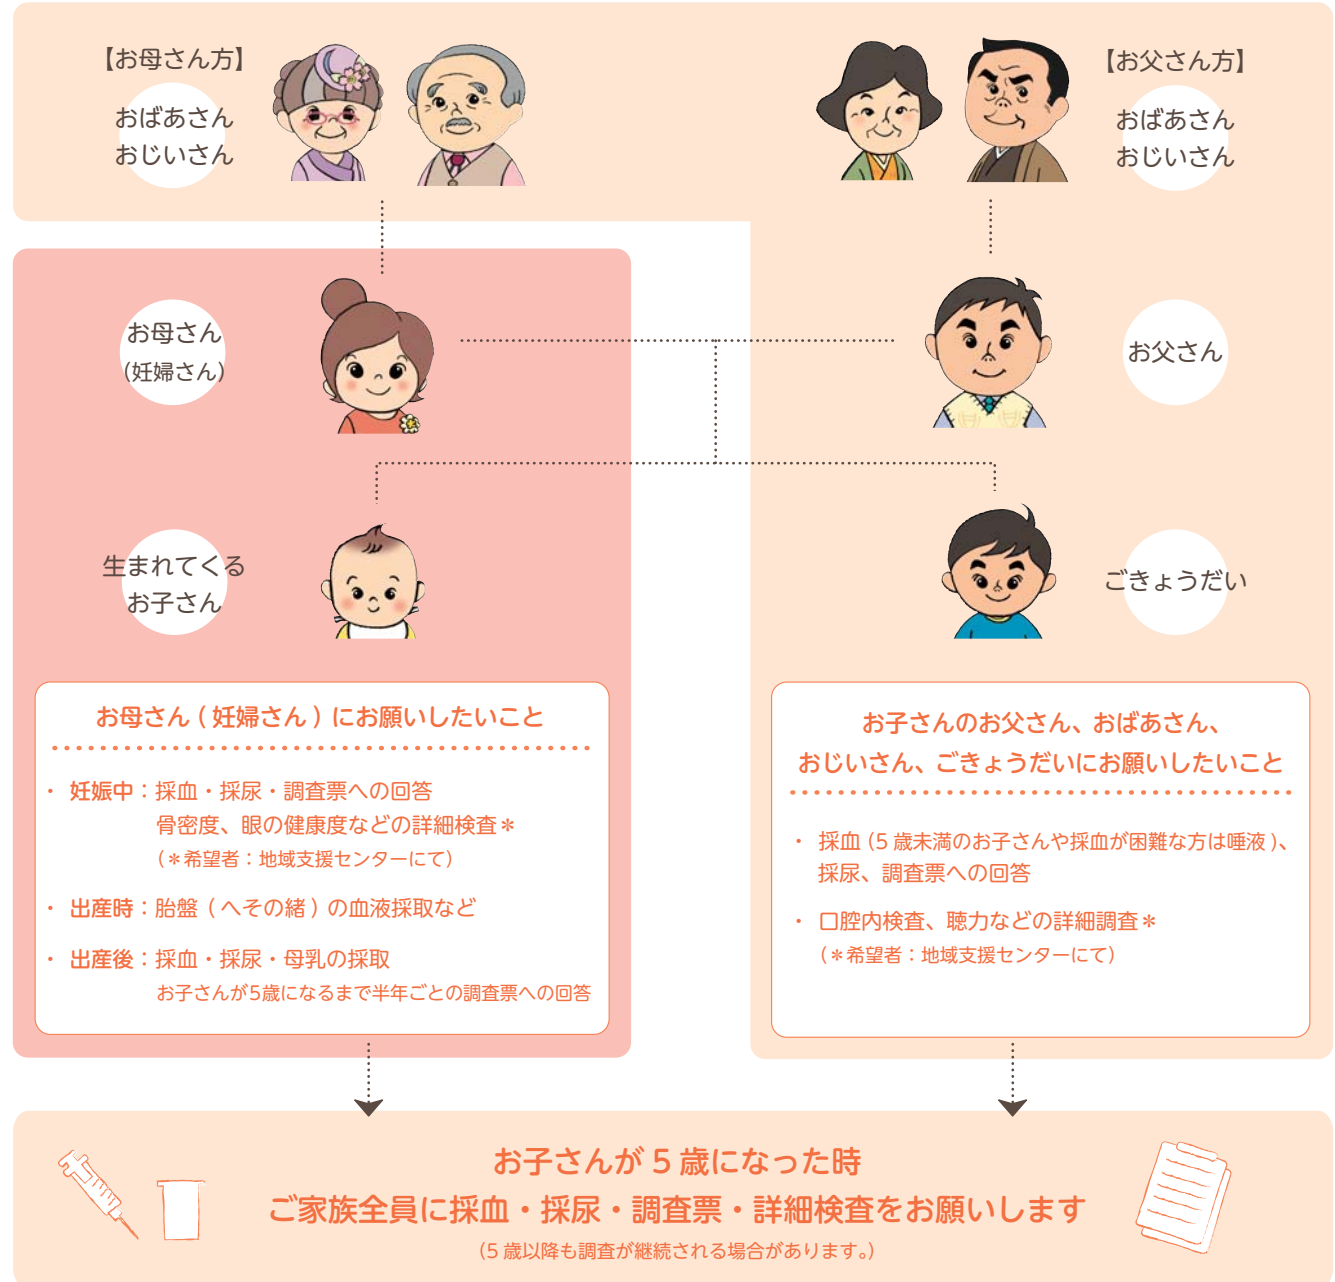 【お母さん方】
おばあさん
おじいさん
【お父さん方】
おばあさん
おじいさん
お母さん
(妊婦さん)
お父さん
生まれてくる
お子さん
ごきょうだい
お母さん ( 妊婦さん ) にお願いしたいこと
・ 妊娠中：採血・採尿・調査票への回答
骨密度、眼の健康度などの詳細検査＊
(＊希望者：地域支援センターにて)
・ 出産時：胎盤 ( へその緒 ) の血液採取など
・ 出産後：採血・採尿・母乳の採取
お子さんが5歳になるまで半年ごとの調査票への回答
お子さんのお父さん、おばあさん、
おじいさん、ごきょうだいにお願いしたいこと
・ 採血 (5 歳未満のお子さんや採血が困難な方は唾液 )、
採尿、調査票への回答
・ 口腔内検査、聴力などの詳細調査＊
(＊希望者：地域支援センターにて)
お子さんが 5 歳になった時
ご家族全員に採血・採尿・調査票・詳細検査をお願いします
(5 歳以降も調査が継続される場合があります。)